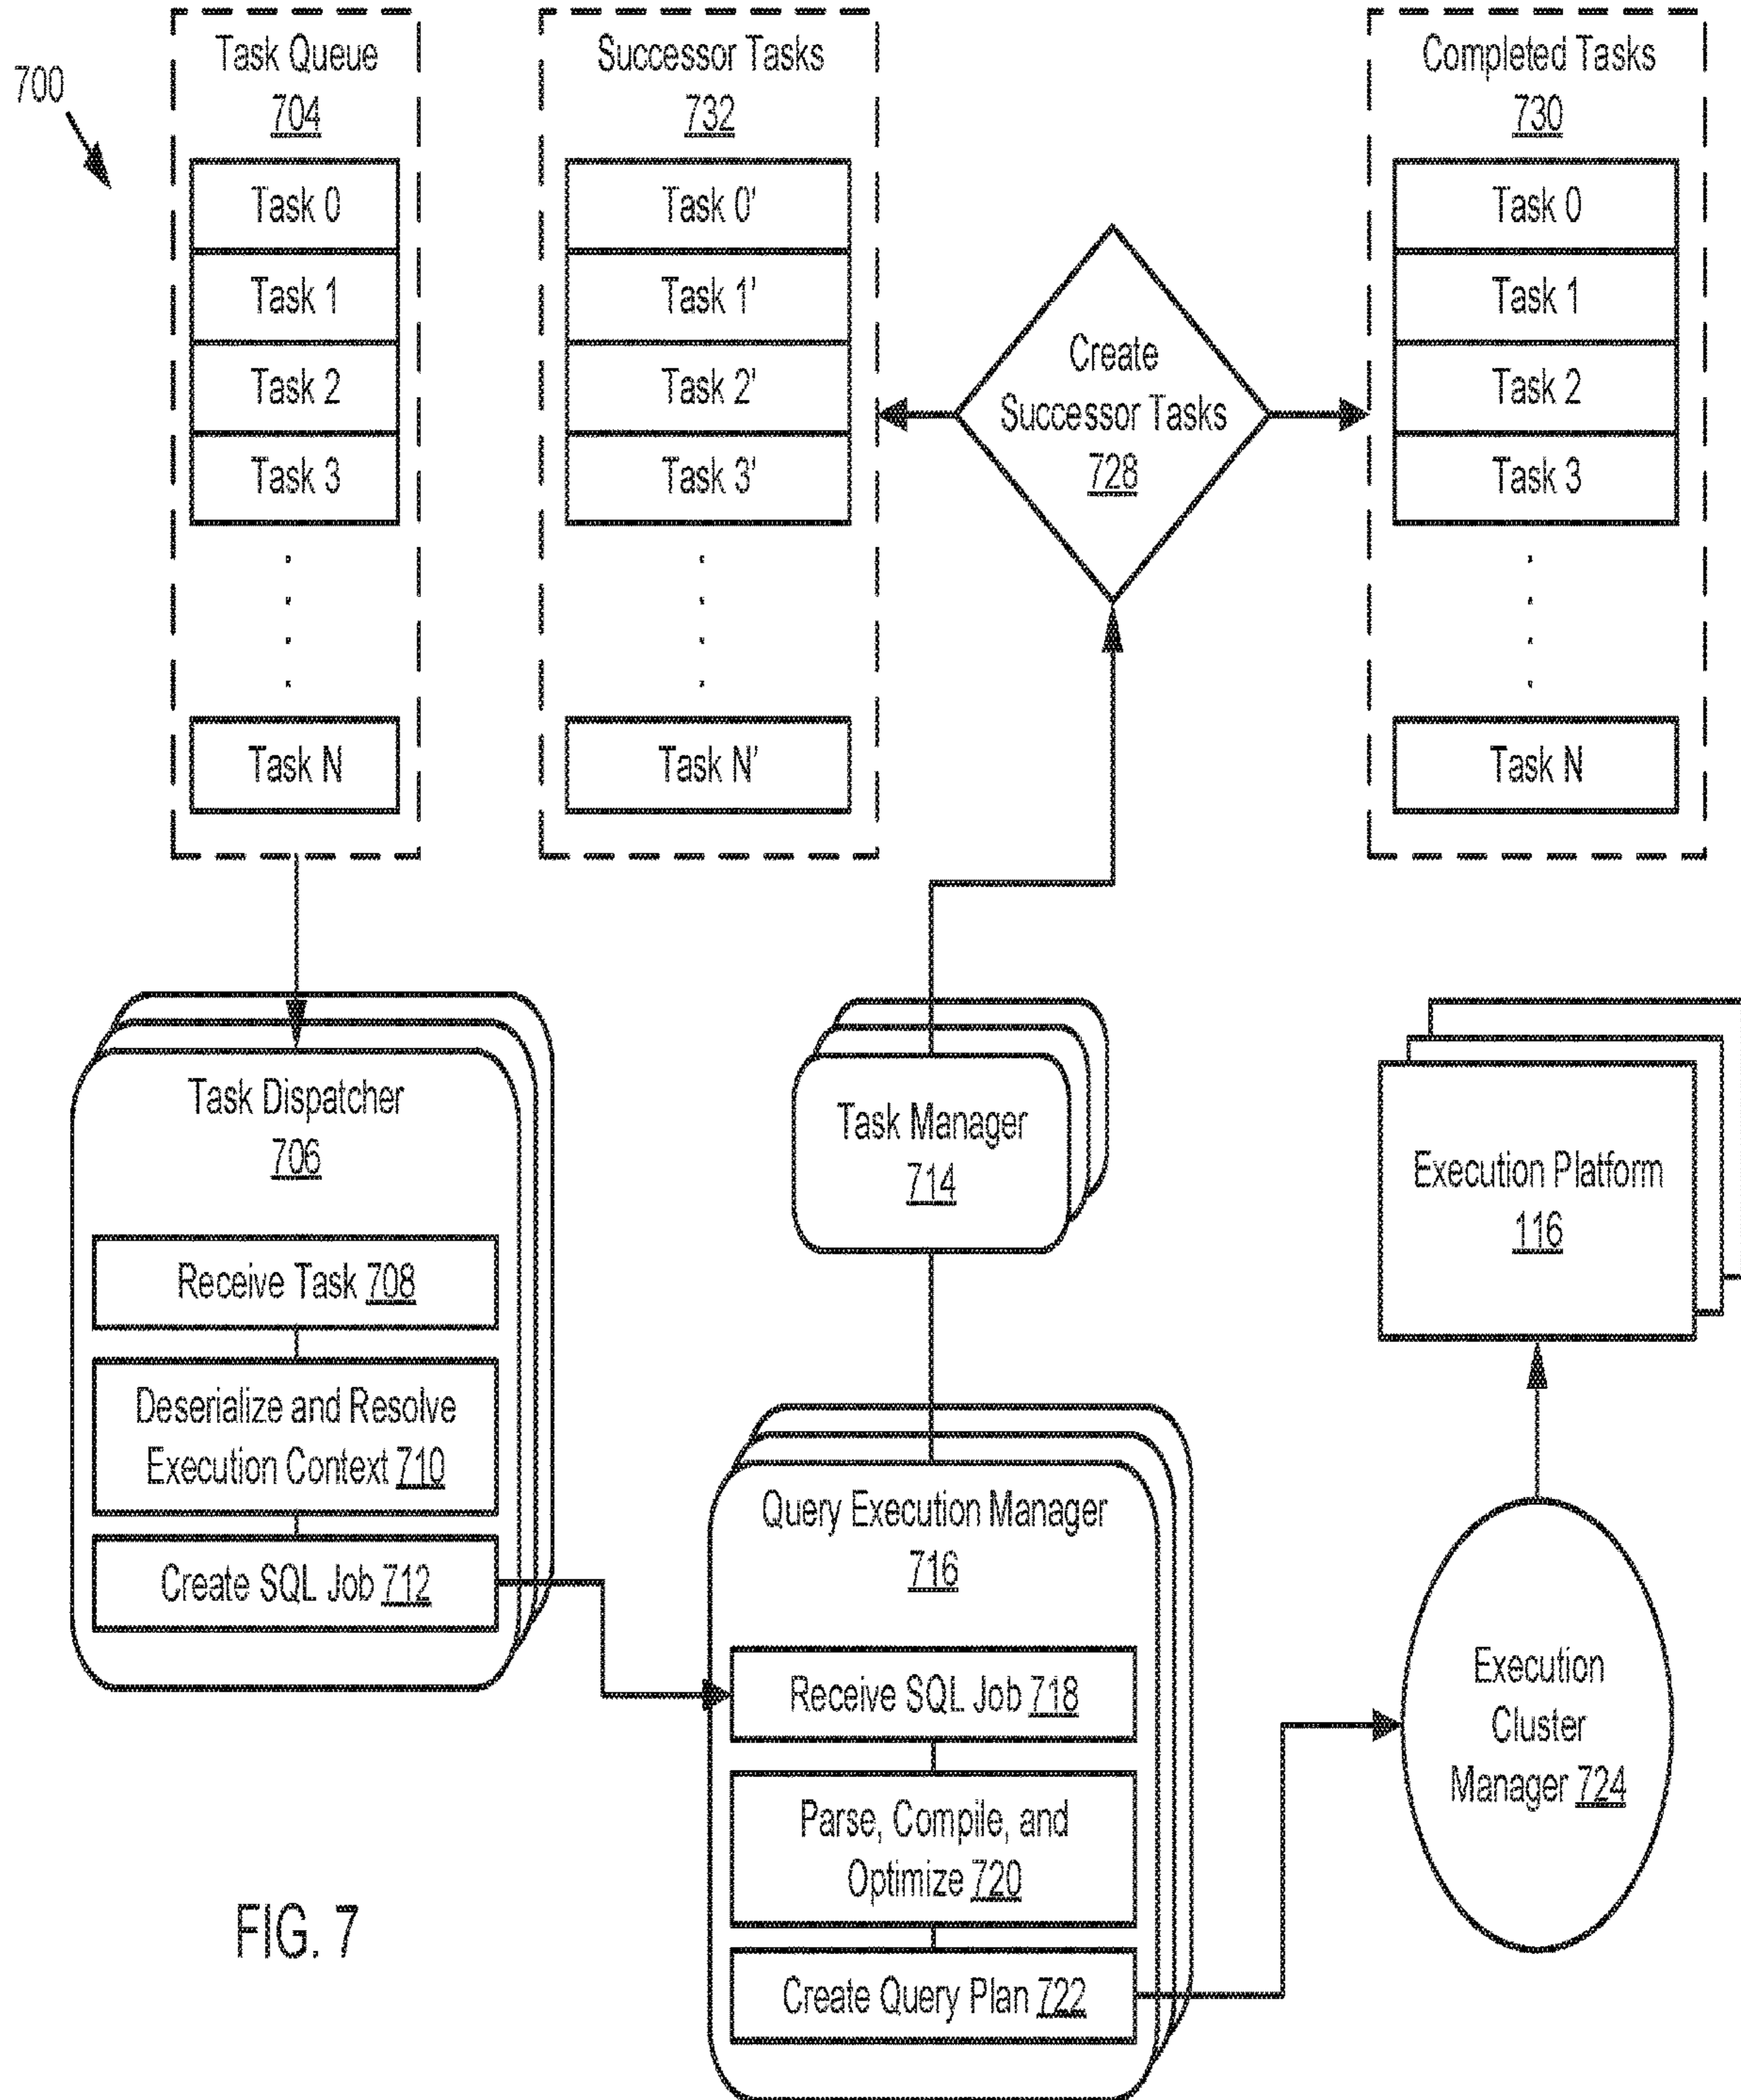 700
Task Queue
704
Task 0
Task 1
Task 2
Task 3
Task N
Successor Tasks
732
Task 0'
Task 1'
Task 2'
Task 3'
Task N'
Create
Successor Tasks
728
Completed Tasks
730
Task 0
Task 1
Task 2
Task 3
Task N
Task Dispatcher
706
Receive Task 708
Deserialize and Resolve
Execution Context 710
Create SQL Job 712
Task Manager
714
Execution Platform
116
Query Execution Manager
716
Receive SQL Job 718
Parse, Compile, and
Optimize 720
Create Query Plan 722
Execution
Cluster
Manager 724
FIG. 7